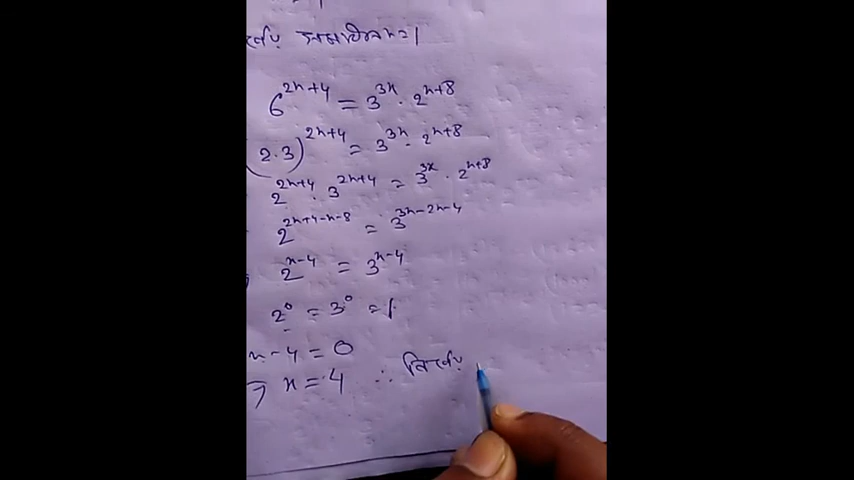 র্ণেয় সমাধান x=1
6^{2x+4} = 3^{3x} · 2^{x+8}
(2·3)^{2x+4} = 3^{3x} · 2^{x+8}
2^{2x+4} · 3^{2x+4} = 3^{3x} · 2^{x+8}
2^{2x+4-x-8} = 3^{3x-2x-4}
2^{x-4} = 3^{x-4}
2^0 = 3^0 = 1
x-4 = 0
⇒ x = 4 ∴ নির্ণেয়